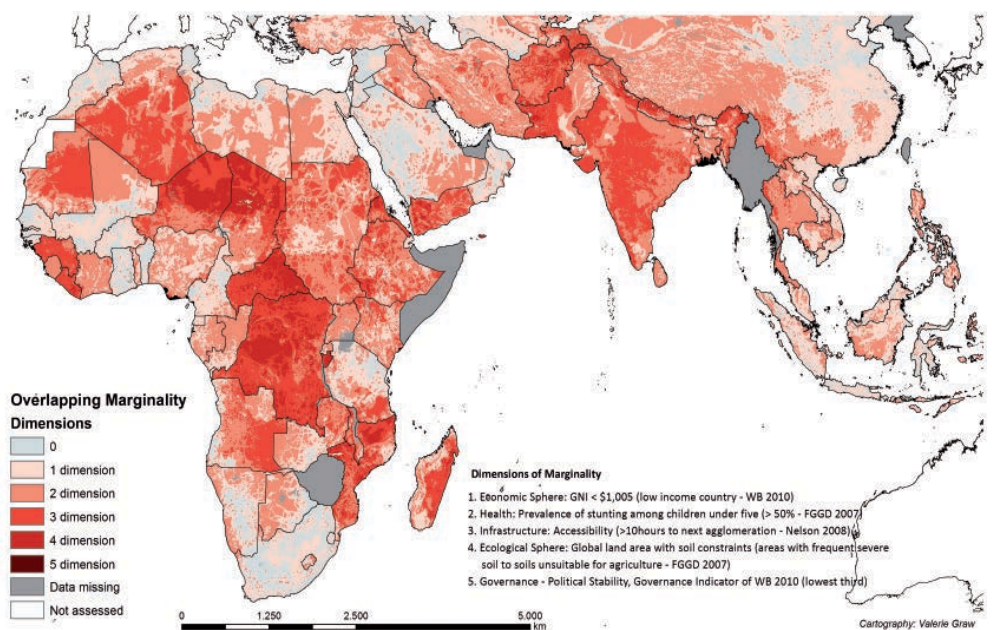 Overlapping Marginality
Dimensions
0
1 dimension
2 dimension
3 dimension
4 dimension
5 dimension
Data missing
Not assessed
Dimensions of Marginality
1. Economic Sphere: GNI < $1,005 (low income country - WB 2010)
2. Health: Prevalence of stunting among children under five (> 50% - FGGD 2007)
3. Infrastructure: Accessibility (>10hours to next agglomeration - Nelson 2008)
4. Ecological Sphere: Global land area with soil constraints (areas with frequent severe
soil to soils unsuitable for agriculture - FGGD 2007)
5. Governance - Political Stability, Governance Indicator of WB 2010 (lowest third)
0 1.250 2.500 5.000
km
Cartography: Valerie Graw